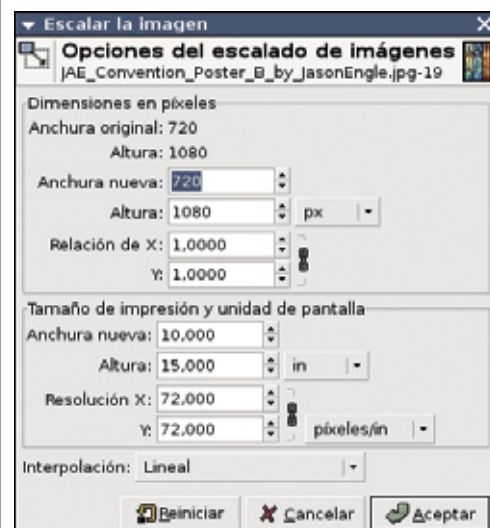 Escalar la imagen
Opciones del escalado de imágenes
JAE_Convention_Poster_B_by_JasonEngle.jpg-19
Dimensiones en píxeles
Anchura original: 720
Altura: 1080
Anchura nueva: 720
Altura: 1080 px
Relación de X: 1,0000
Y: 1,0000
Tamaño de impresión y unidad de pantalla
Anchura nueva: 10,000
Altura: 15,000 in
Resolución X: 72,000
Y: 72,000 píxeles/in
Interpolación: Lineal
Reiniciar Cancelar Aceptar